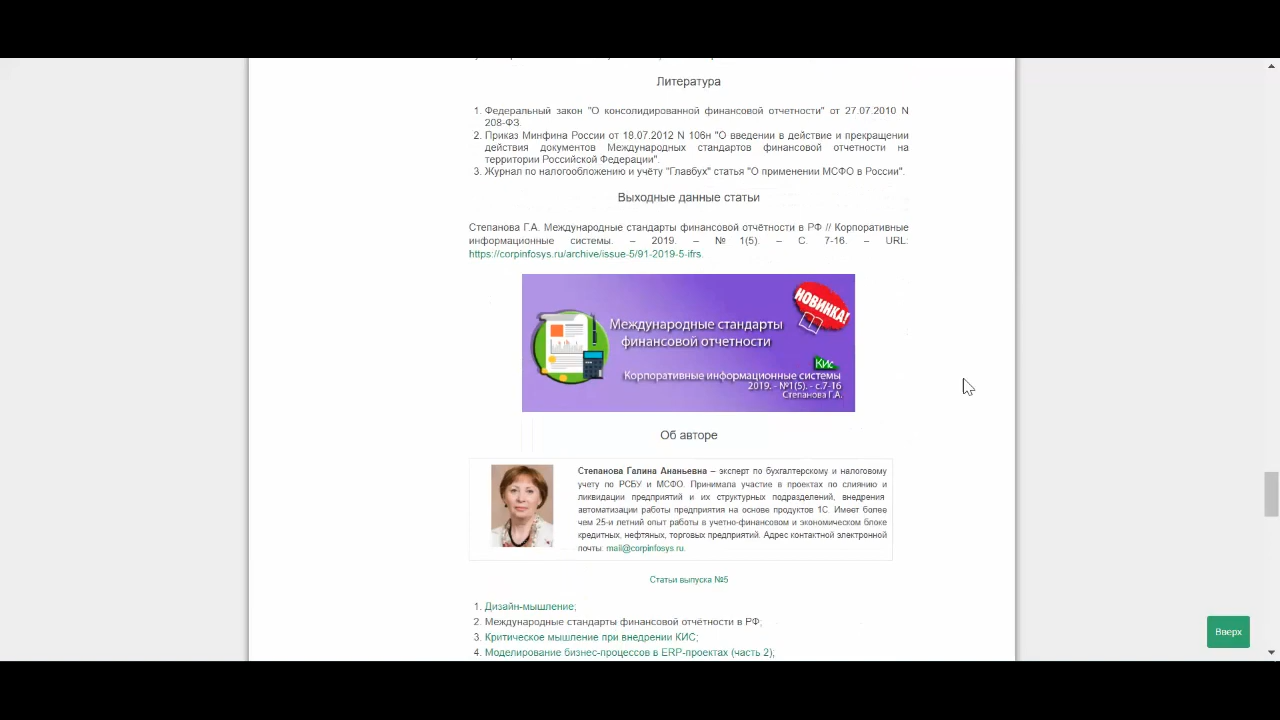 Литература
1. Федеральный закон "О консолидированной финансовой отчетности" от 27.07.2010 N
208-ФЗ.
2. Приказ Минфина России от 18.07.2012 N 106н "О введении в действие и прекращении
действия документов Международных стандартов финансовой отчетности на
территории Российской Федерации".
3. Журнал по налогообложению и учёту "Главбух" статья "О применении МСФО в России".
Выходные данные статьи
Степанова Г.А. Международные стандарты финансовой отчётности в РФ // Корпоративные
информационные системы. – 2019. – № 1(5). – С. 7-16. – URL:
https://corpinfosys.ru/archive/issue-5/91-2019-5-ifrs.
НОВИНКА!
Международные стандарты
финансовой отчетности
Кис
Корпоративные информационные системы
2019. - №1(5). - с.7-16
Степанова Г.А.
Об авторе
Степанова Галина Ананьевна – эксперт по бухгалтерскому и налоговому
учету по РСБУ и МСФО. Принимала участие в проектах по слиянию и
ликвидации предприятий и их структурных подразделений, внедрения
автоматизации работы предприятия на основе продуктов 1С. Имеет более
чем 25-и летний опыт работы в учетно-финансовом и экономическом блоке
кредитных, нефтяных, торговых предприятий. Адрес контактной электронной
почты: mail@corpinfosys.ru.
Статьи выпуска №5
1. Дизайн-мышление;
2. Международные стандарты финансовой отчётности в РФ;
3. Критическое мышление при внедрении КИС;
4. Моделирование бизнес-процессов в ERP-проектах (часть 2);
Вверх